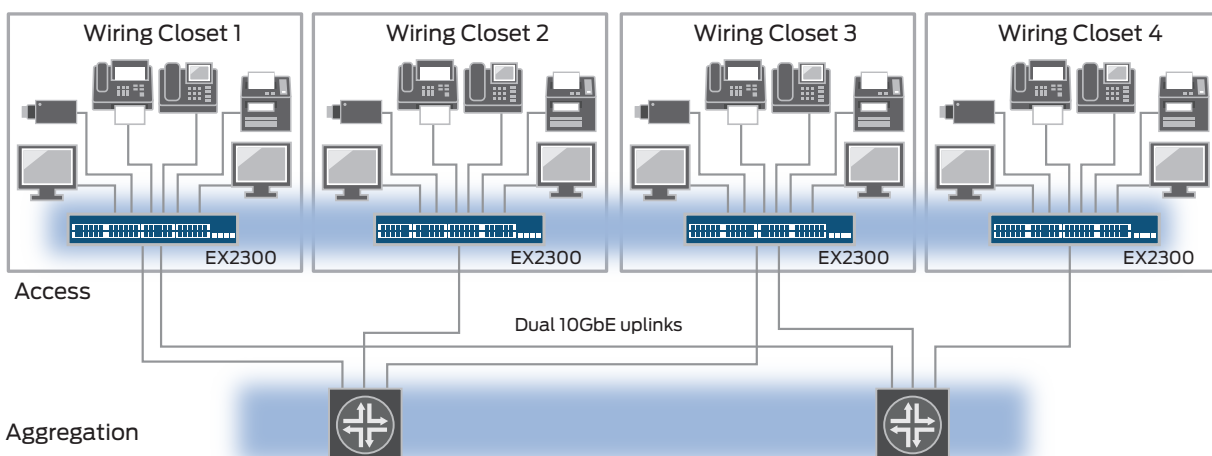 Wiring Closet 1
Wiring Closet 2
Wiring Closet 3
Wiring Closet 4
EX2300
EX2300
EX2300
EX2300
Access
Dual 10GbE uplinks
Aggregation